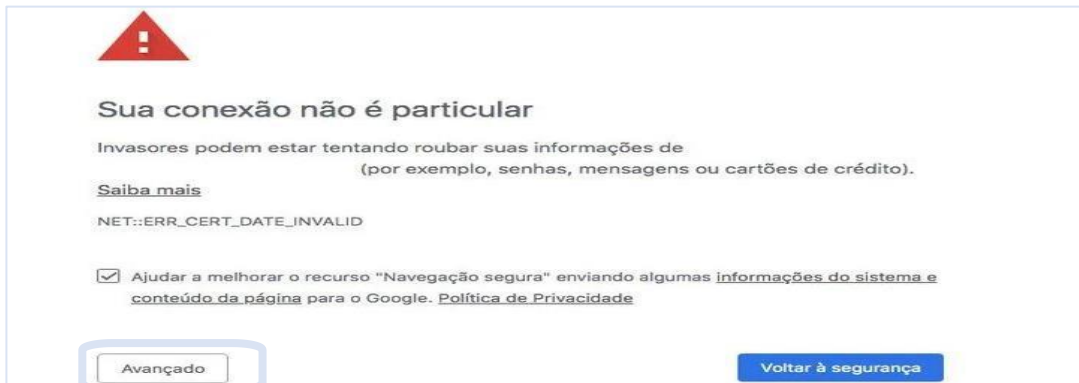 Sua conexão não é particular
Invasores podem estar tentando roubar suas informações de
(por exemplo, senhas, mensagens ou cartões de crédito).
Saiba mais
NET::ERR_CERT_DATE_INVALID
Ajudar a melhorar o recurso "Navegação segura" enviando algumas informações do sistema e
conteúdo da página para o Google. Política de Privacidade
Avançado
Voltar à segurança